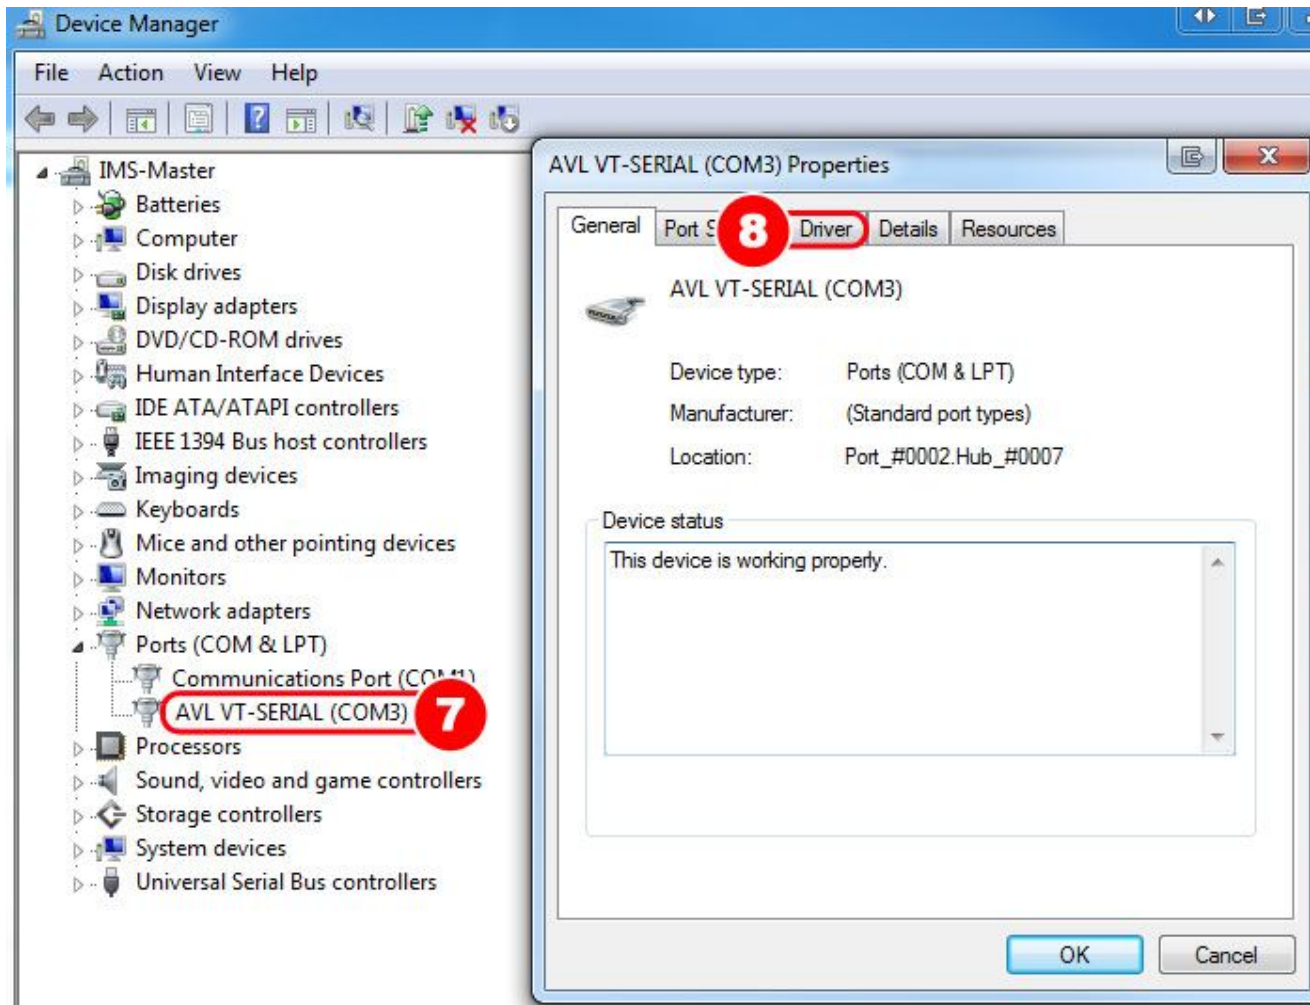 Device Manager
File Action View Help
IMS-Master
Batteries
Computer
Disk drives
Display adapters
DVD/CD-ROM drives
Human Interface Devices
IDE ATA/ATAPI controllers
IEEE 1394 Bus host controllers
Imaging devices
Keyboards
Mice and other pointing devices
Monitors
Network adapters
Ports (COM & LPT)
Communications Port (COM1)
AVL VT-SERIAL (COM3) 7
Processors
Sound, video and game controllers
Storage controllers
System devices
Universal Serial Bus controllers
AVL VT-SERIAL (COM3) Properties
General Port 8 Driver Details Resources
AVL VT-SERIAL (COM3)
Device type: Ports (COM & LPT)
Manufacturer: (Standard port types)
Location: Port_#0002.Hub_#0007
Device status
This device is working properly.
OK Cancel